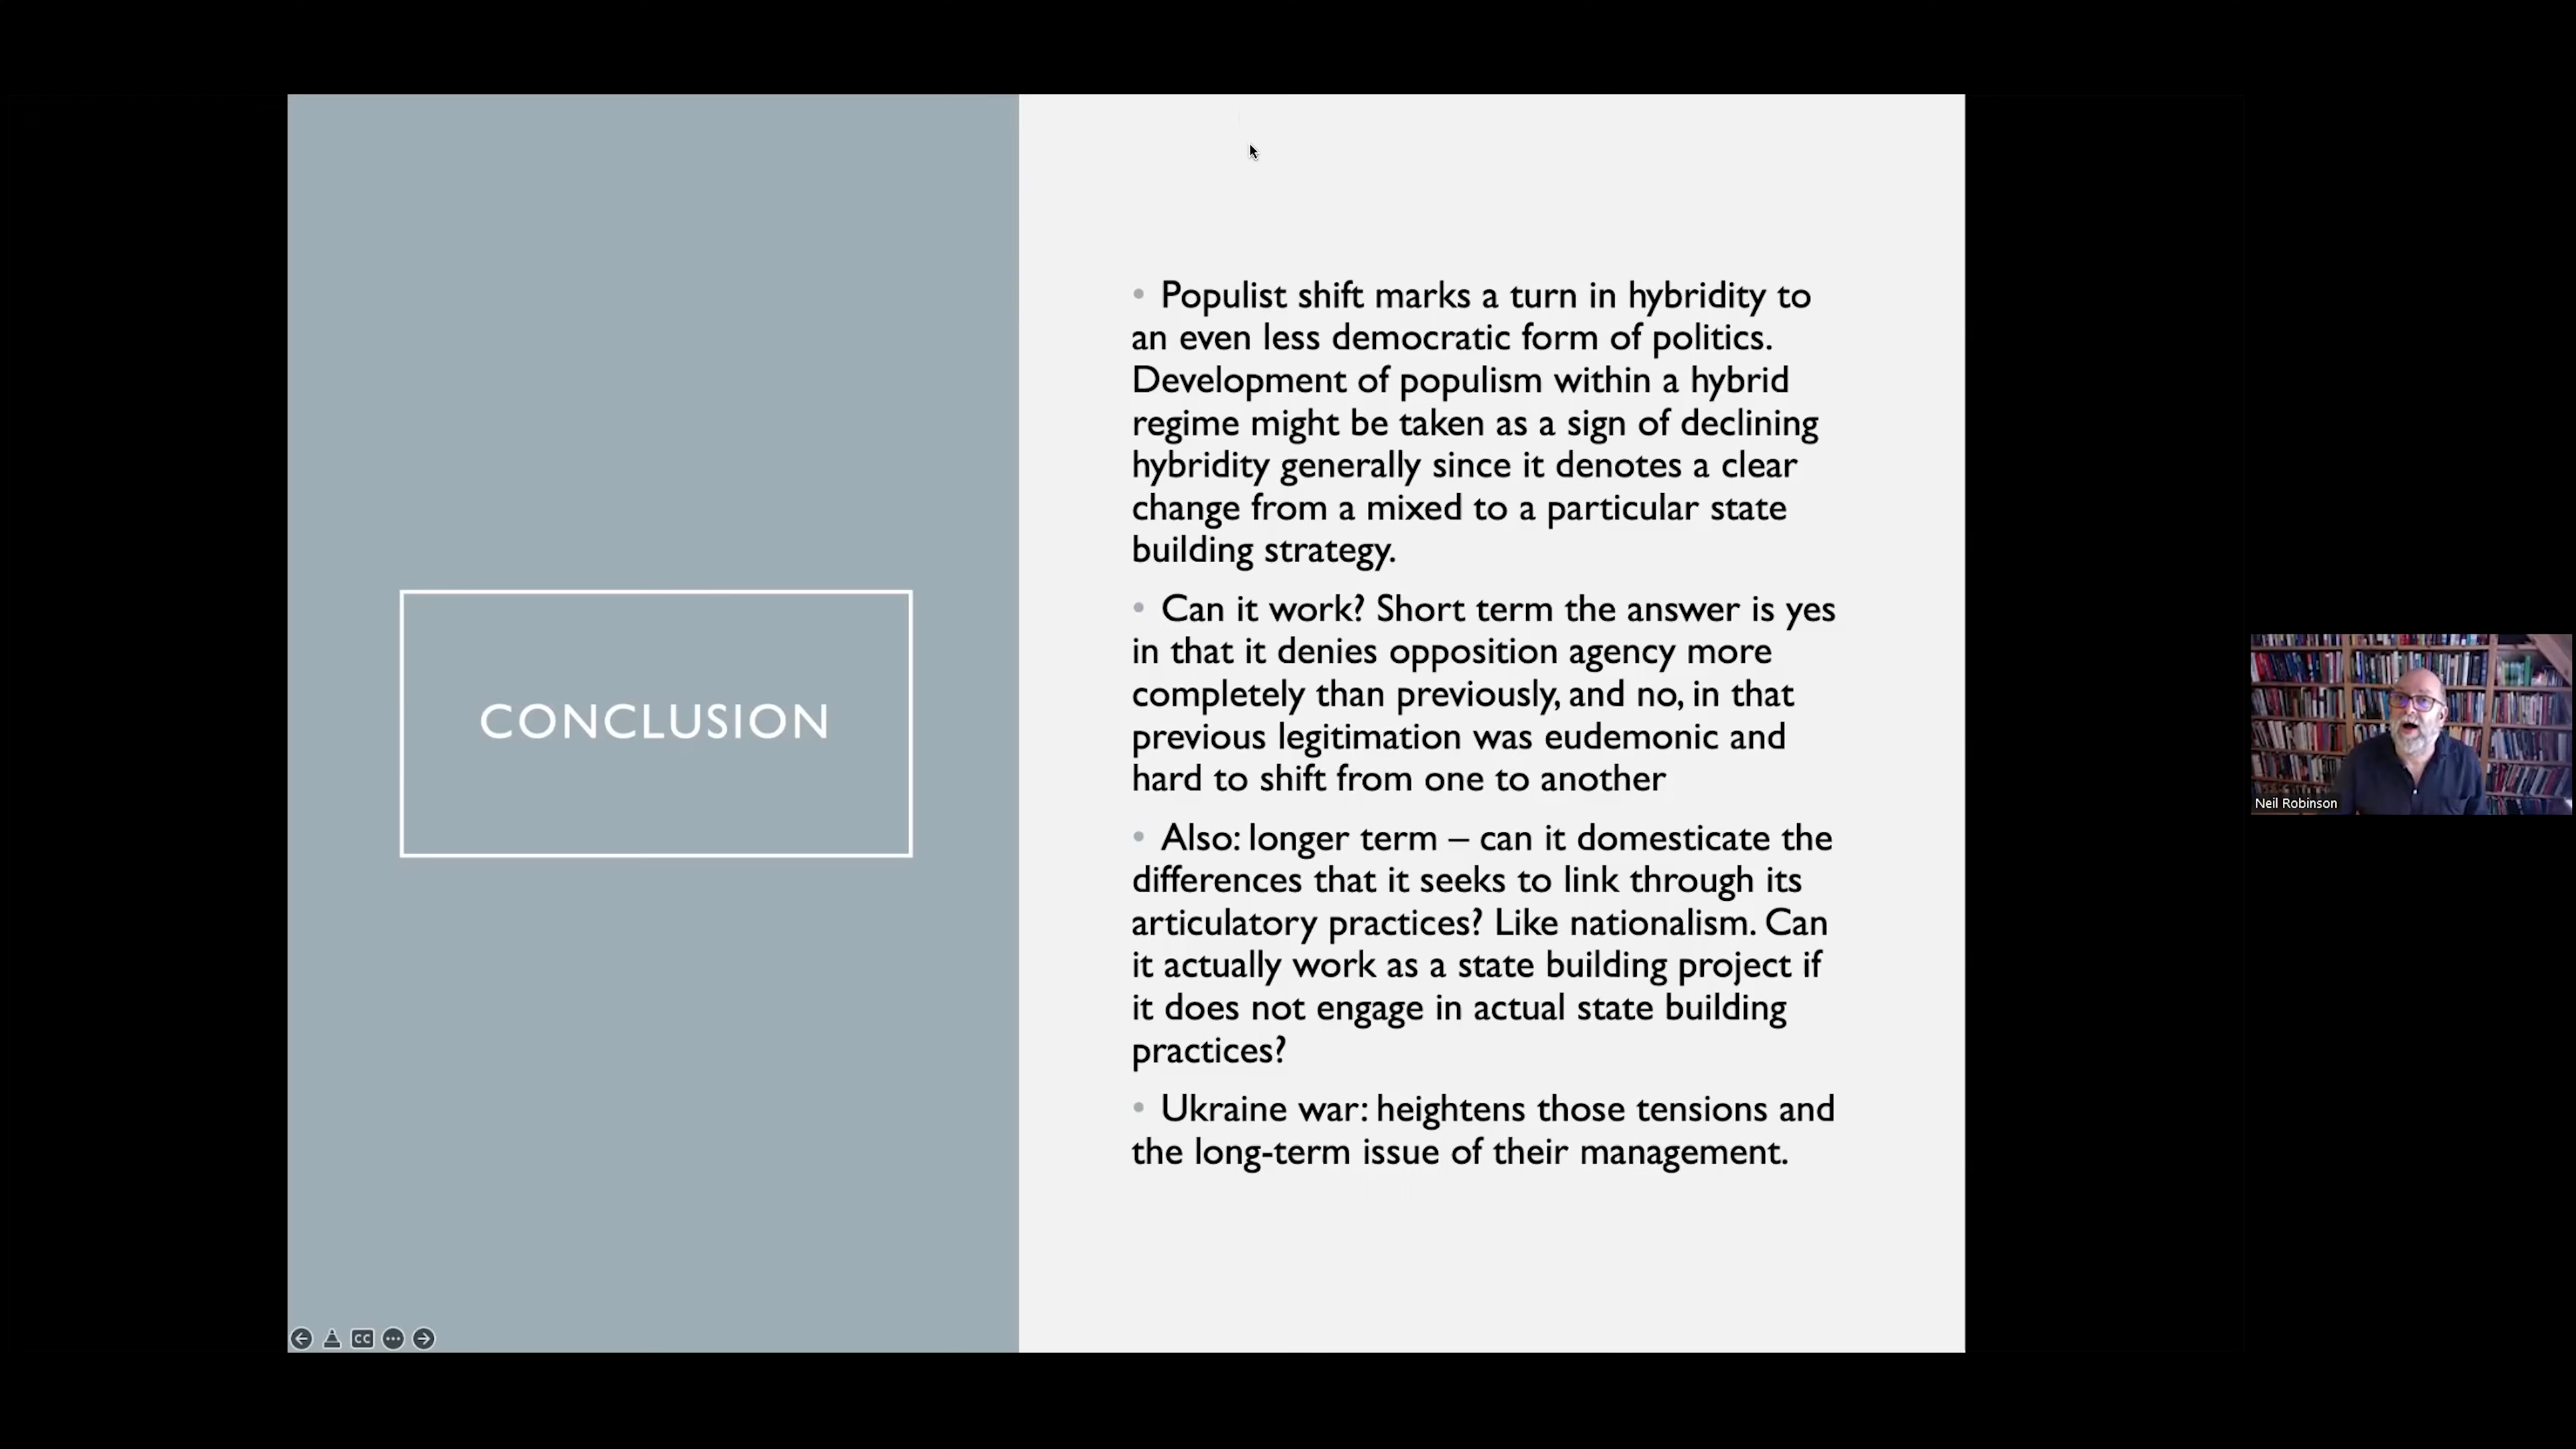 CONCLUSION
• Populist shift marks a turn in hybridity to
an even less democratic form of politics.
Development of populism within a hybrid
regime might be taken as a sign of declining
hybridity generally since it denotes a clear
change from a mixed to a particular state
building strategy.
• Can it work? Short term the answer is yes
in that it denies opposition agency more
completely than previously, and no, in that
previous legitimation was eudemonic and
hard to shift from one to another
• Also: longer term – can it domesticate the
differences that it seeks to link through its
articulatory practices? Like nationalism. Can
it actually work as a state building project if
it does not engage in actual state building
practices?
• Ukraine war: heightens those tensions and
the long-term issue of their management.
Neil Robinson
CC